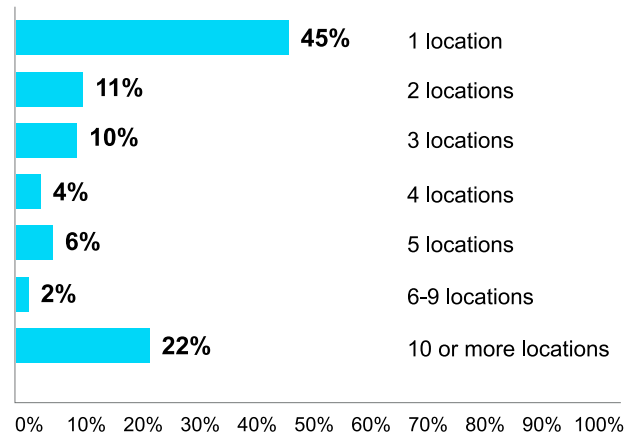 45% 1 location
11% 2 locations
10% 3 locations
4% 4 locations
6% 5 locations
2% 6-9 locations
22% 10 or more locations
0% 10% 20% 30% 40% 50% 60% 70% 80% 90% 100%